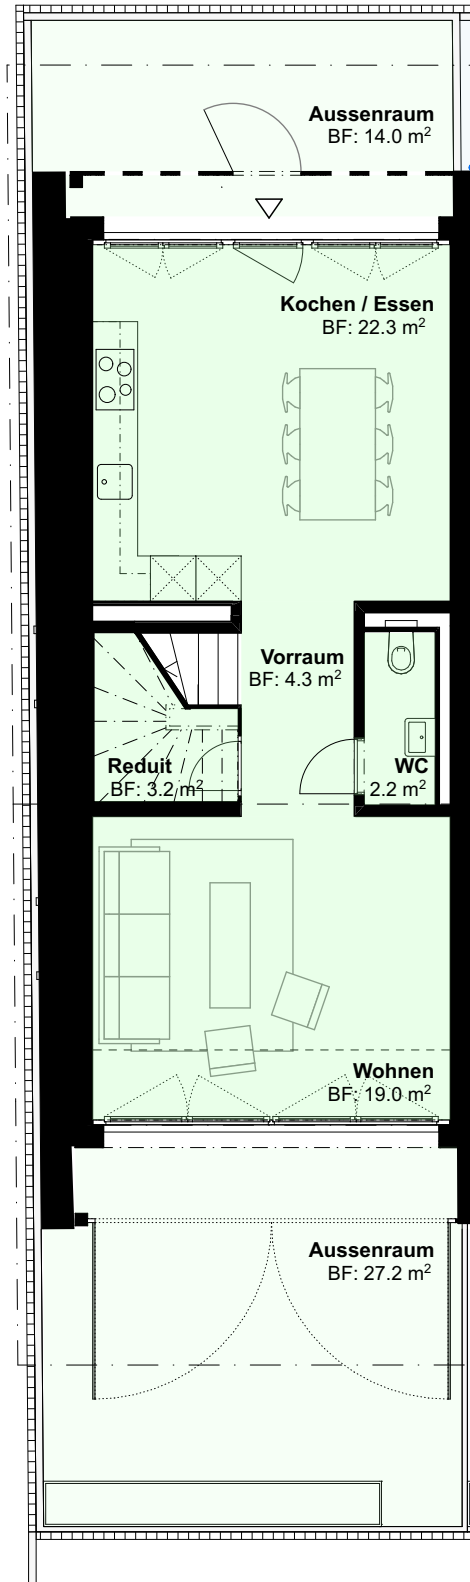 Aussenraum
BF: 14.0 m²
Kochen / Essen
BF: 22.3 m²
Vorraum
BF: 4.3 m²
Reduit
BF: 3.2 m²
WC
2.2 m²
Wohnen
BF: 19.0 m²
Aussenraum
BF: 27.2 m²